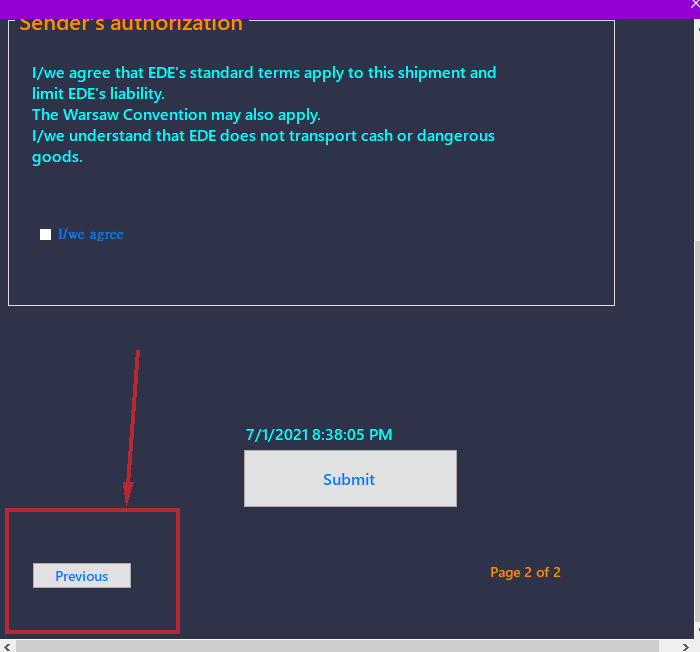 Sender's authorization
I/we agree that EDE's standard terms apply to this shipment and
limit EDE's liability.
The Warsaw Convention may also apply.
I/we understand that EDE does not transport cash or dangerous
goods.
I/we agree
7/1/2021 8:38:05 PM
Submit
Previous
Page 2 of 2